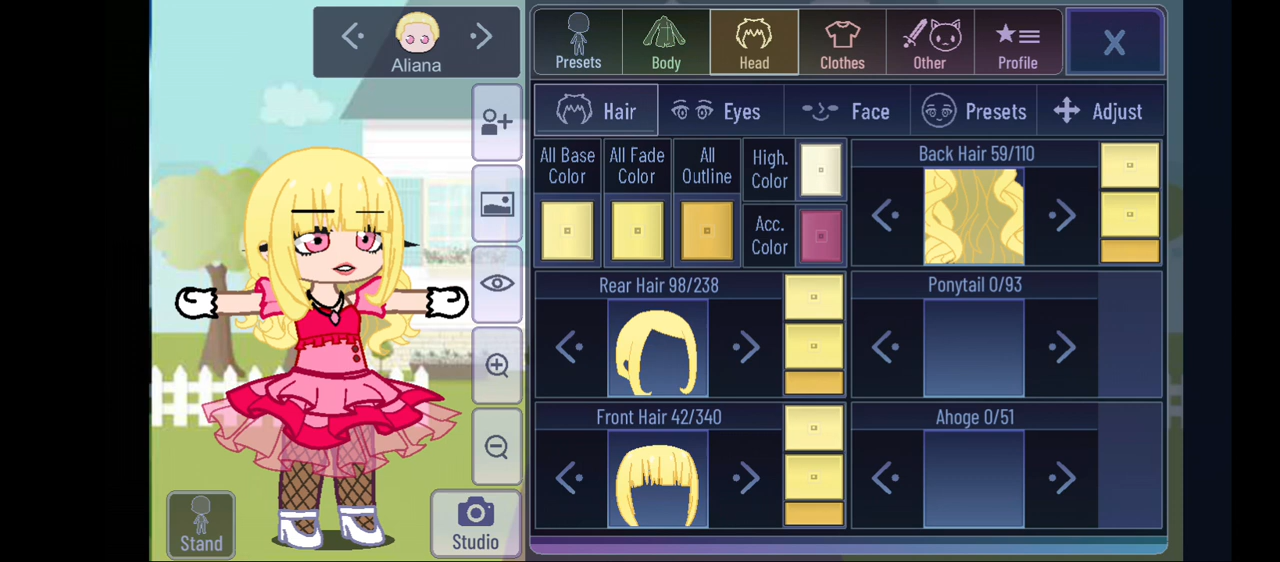 Aliana
Presets
Body
Head
Clothes
Other
Profile
X
Hair
Eyes
Face
Presets
Adjust
All Base
Color
All Fade
Color
All
Outline
High.
Color
Acc.
Color
Back Hair 59/110
Rear Hair 98/238
Ponytail 0/93
Front Hair 42/340
Ahoge 0/51
Stand
Studio